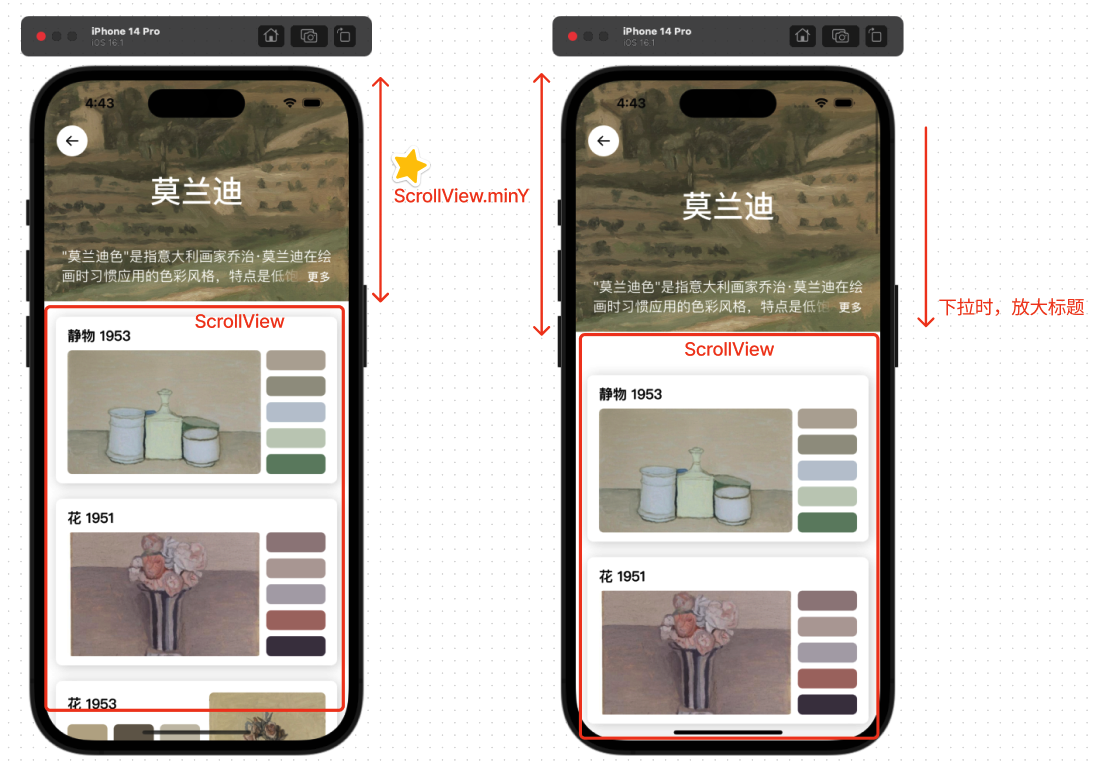 iPhone 14 Pro
iOS 16.1
4:43
莫兰迪
"莫兰迪色"是指意大利画家乔治·莫兰迪在绘
画时习惯应用的色彩风格，特点是低饱 更多
ScrollView
静物 1953
花 1951
花 1953
ScrollView.minY
iPhone 14 Pro
iOS 16.1
4:43
莫兰迪
"莫兰迪色"是指意大利画家乔治·莫兰迪在绘
画时习惯应用的色彩风格，特点是低饱 更多
ScrollView
静物 1953
花 1951
下拉时，放大标题